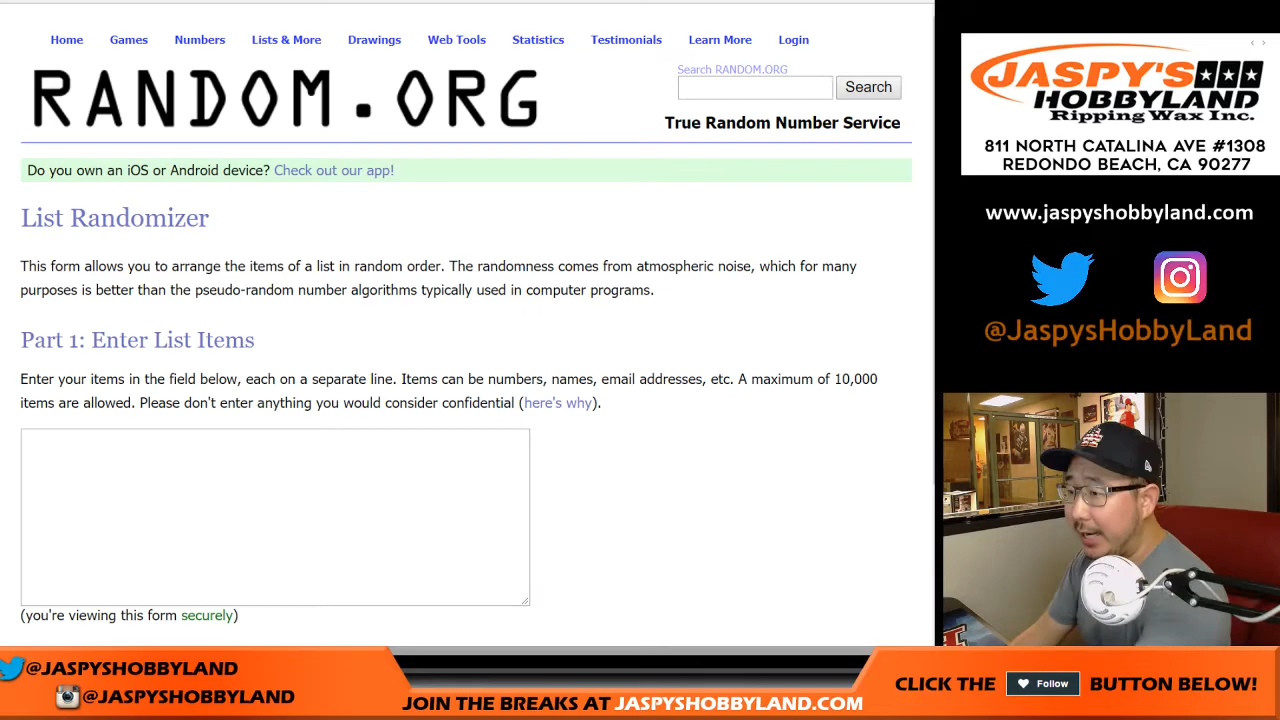 Home Games Numbers Lists & More Drawings Web Tools Statistics Testimonials Learn More Login
RANDOM.ORG
Search RANDOM.ORG
Search
True Random Number Service
Do you own an iOS or Android device? Check out our app!
List Randomizer
This form allows you to arrange the items of a list in random order. The randomness comes from atmospheric noise, which for many
purposes is better than the pseudo-random number algorithms typically used in computer programs.
Part 1: Enter List Items
Enter your items in the field below, each on a separate line. Items can be numbers, names, email addresses, etc. A maximum of 10,000
items are allowed. Please don't enter anything you would consider confidential (here's why).
(you're viewing this form securely)
JASPY'S
HOBBYLAND
Ripping Wax Inc.
811 NORTH CATALINA AVE #1308
REDONDO BEACH, CA 90277
www.jaspyshobbyland.com
@JaspysHobbyLand
@JASPYSHOBBYLAND
@JASPYSHOBBYLAND
JOIN THE BREAKS AT JASPYSHOBBYLAND.COM
CLICK THE Follow BUTTON BELOW!